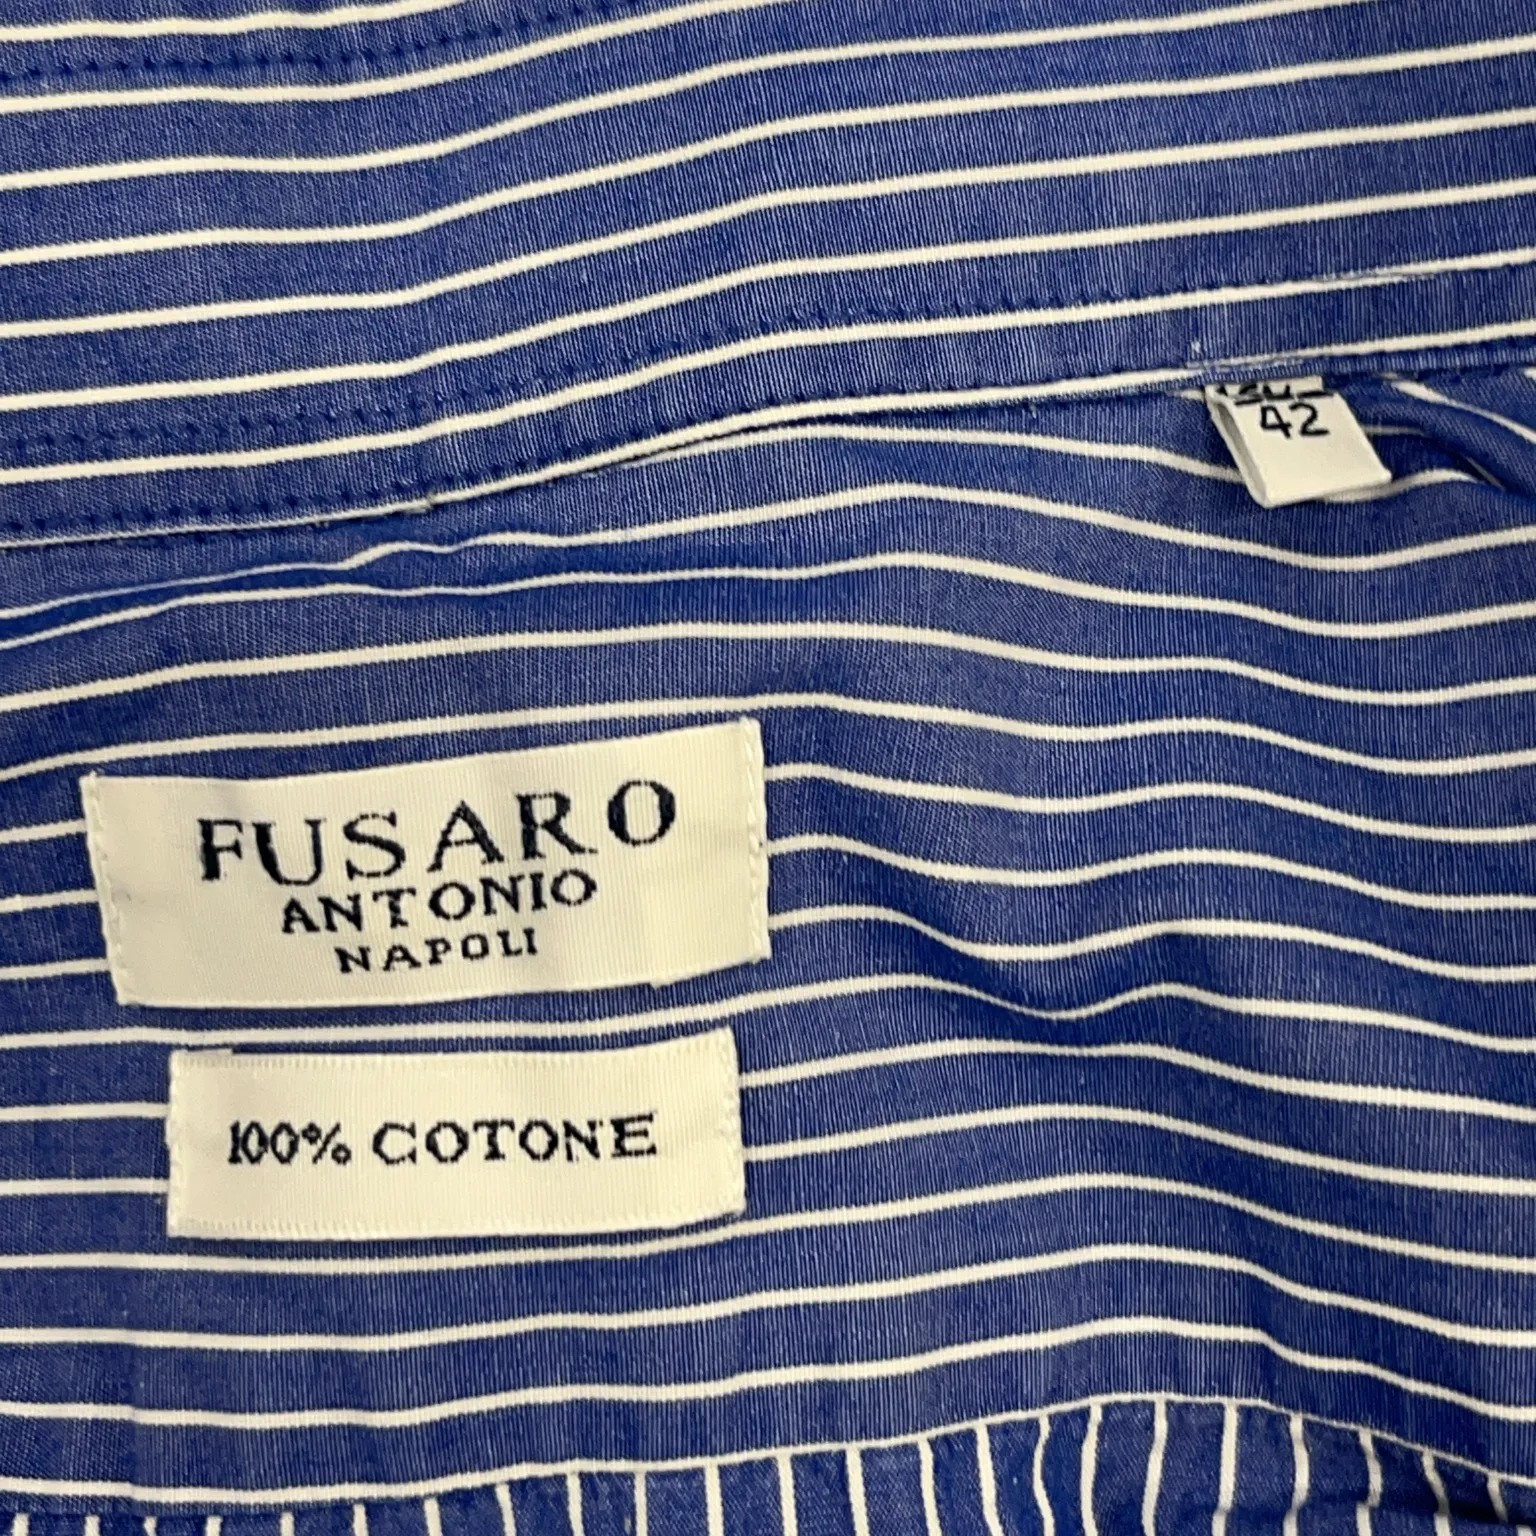 42
FUSARO
ANTONIO
NAPOLI
100% COTONE